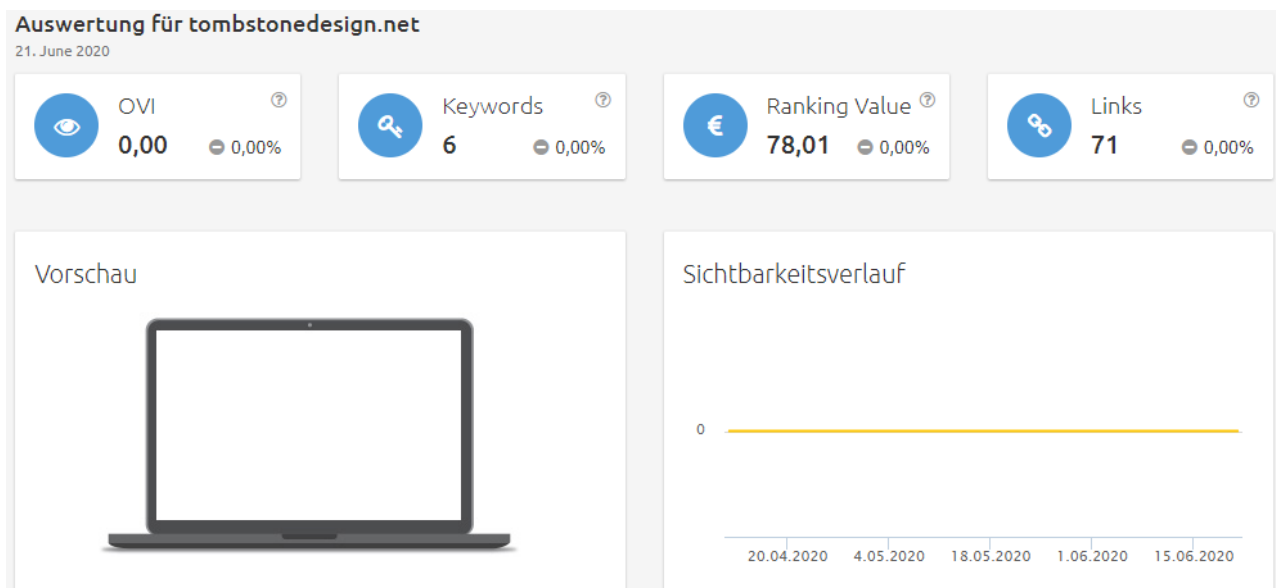 Auswertung für tombstonedesign.net
21. June 2020
OVI
0,00 0,00%
Keywords
6 0,00%
Ranking Value
78,01 0,00%
Links
71 0,00%
Vorschau
Sichtbarkeitsverlauf
0
20.04.2020 4.05.2020 18.05.2020 1.06.2020 15.06.2020